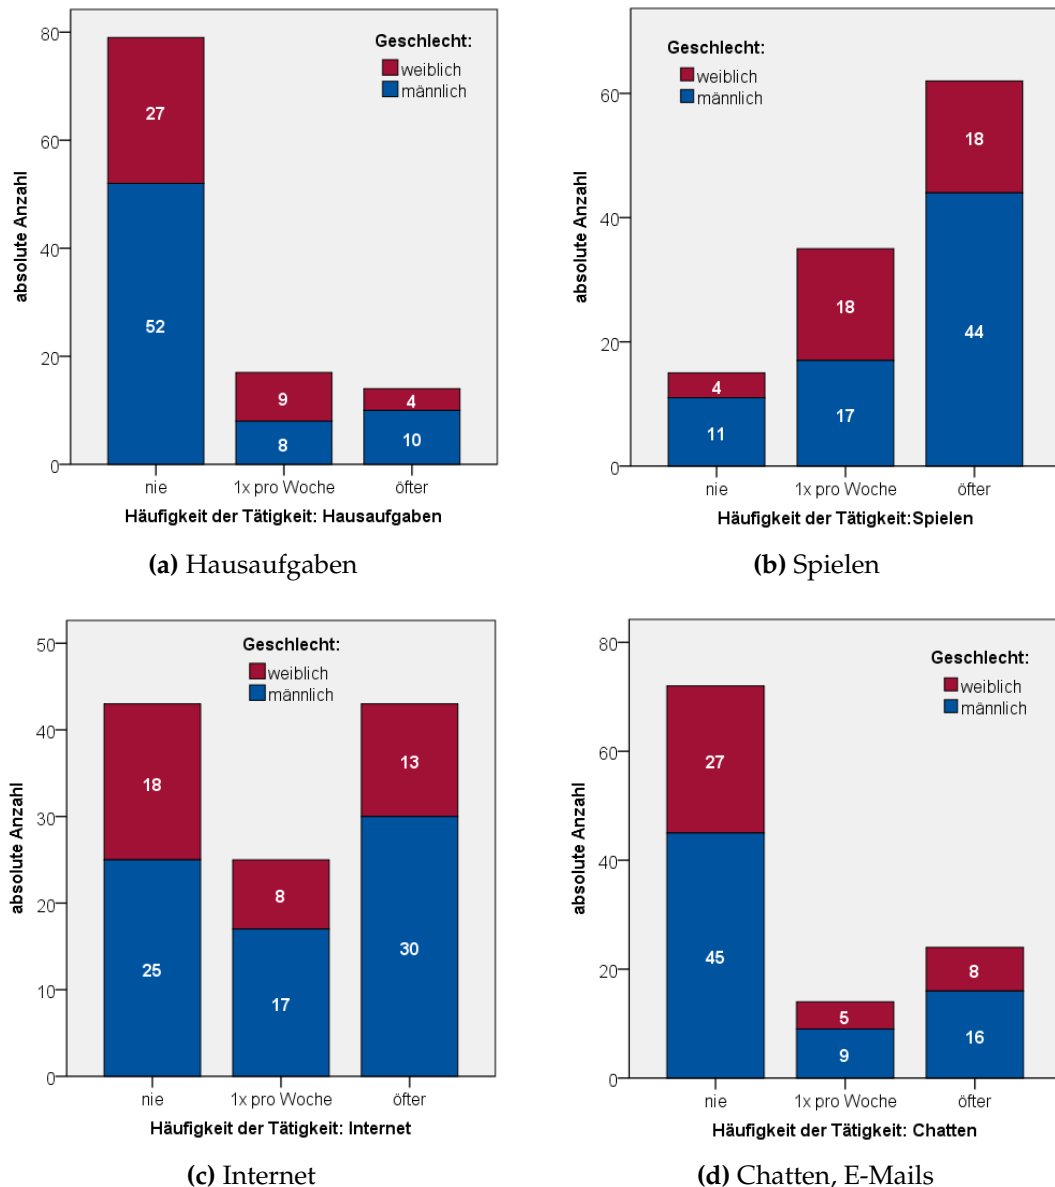 Geschlecht:
weiblich
männlich
absolute Anzahl
80
60
40
20
0
27
52
9
8
4
10
nie
1x pro Woche
öfter
Häufigkeit der Tätigkeit: Hausaufgaben
(a) Hausaufgaben
Geschlecht:
weiblich
männlich
absolute Anzahl
60
40
20
0
4
11
18
17
18
44
nie
1x pro Woche
öfter
Häufigkeit der Tätigkeit:Spielen
(b) Spielen
Geschlecht:
weiblich
männlich
absolute Anzahl
50
40
30
20
10
0
18
25
8
17
13
30
nie
1x pro Woche
öfter
Häufigkeit der Tätigkeit: Internet
(c) Internet
Geschlecht:
weiblich
männlich
absolute Anzahl
80
60
40
20
0
27
45
5
9
8
16
nie
1x pro Woche
öfter
Häufigkeit der Tätigkeit: Chatten
(d) Chatten, E-Mails